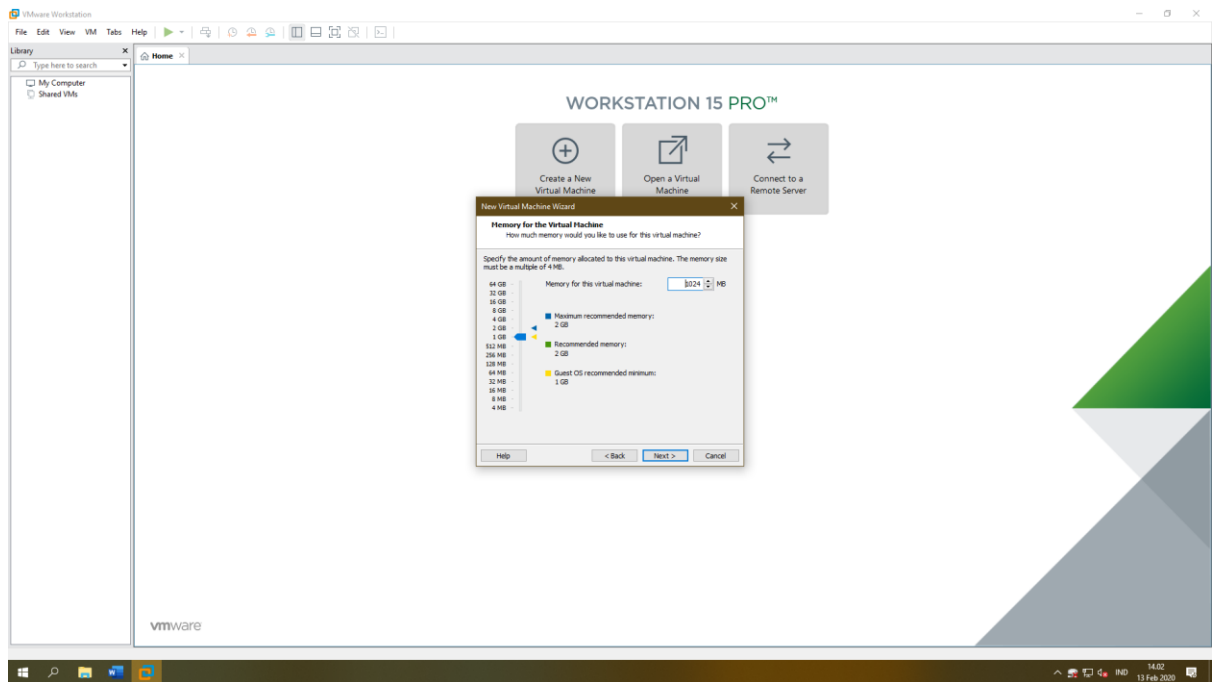 VMware Workstation
File Edit View VM Tabs Help
Library
Type here to search
My Computer
Shared VMs
Home
WORKSTATION 15 PRO™
Create a New
Virtual Machine
Open a Virtual
Machine
Connect to a
Remote Server
New Virtual Machine Wizard
Memory for the Virtual Machine
How much memory would you like to use for this virtual machine?
Specify the amount of memory allocated to this virtual machine. The memory size
must be a multiple of 4 MB.
Memory for this virtual machine: 1024 MB
64 GB
32 GB
16 GB
8 GB
4 GB
2 GB
1 GB
512 MB
256 MB
128 MB
64 MB
32 MB
16 MB
8 MB
4 MB
Maximum recommended memory:
2 GB
Recommended memory:
2 GB
Guest OS recommended minimum:
1 GB
Help < Back Next > Cancel
vmware
IND
14.02
13 Feb 2020